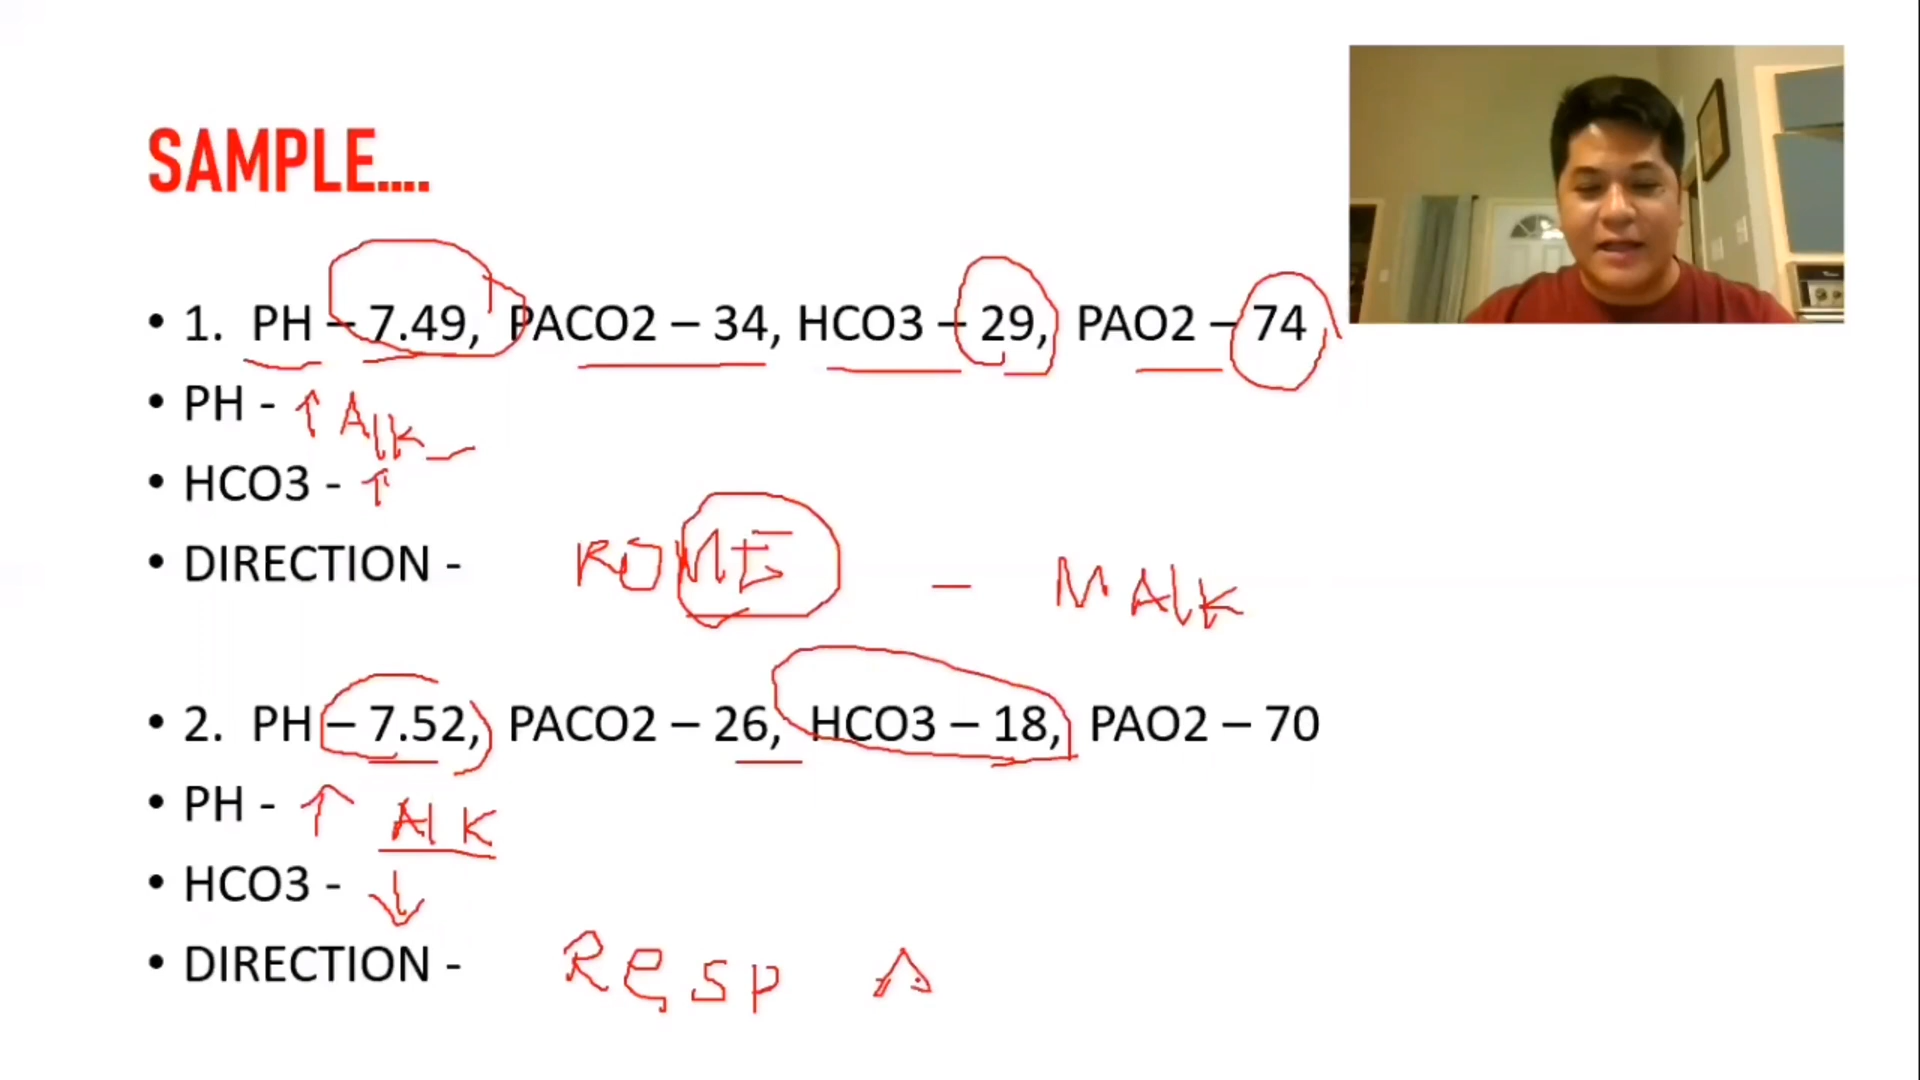 SAMPLE....
• 1. PH – 7.49, PACO2 – 34, HCO3 – 29, PAO2 – 74
• PH - ↑ Alk
• HCO3 - ↑
• DIRECTION - ROME – M Alk
• 2. PH – 7.52, PACO2 – 26, HCO3 – 18, PAO2 – 70
• PH - ↑ Alk
• HCO3 - ↓
• DIRECTION - Resp A